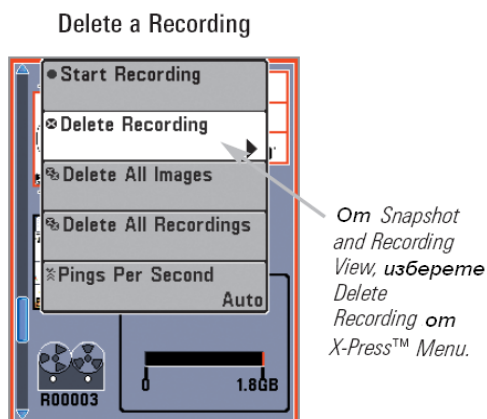 Delete a Recording
Start Recording
Delete Recording
Delete All Images
Delete All Recordings
Pings Per Second
Auto
R00003
0
1.8GB
От Snapshot
and Recording
View, изберете
Delete
Recording от
X-Press™ Menu.